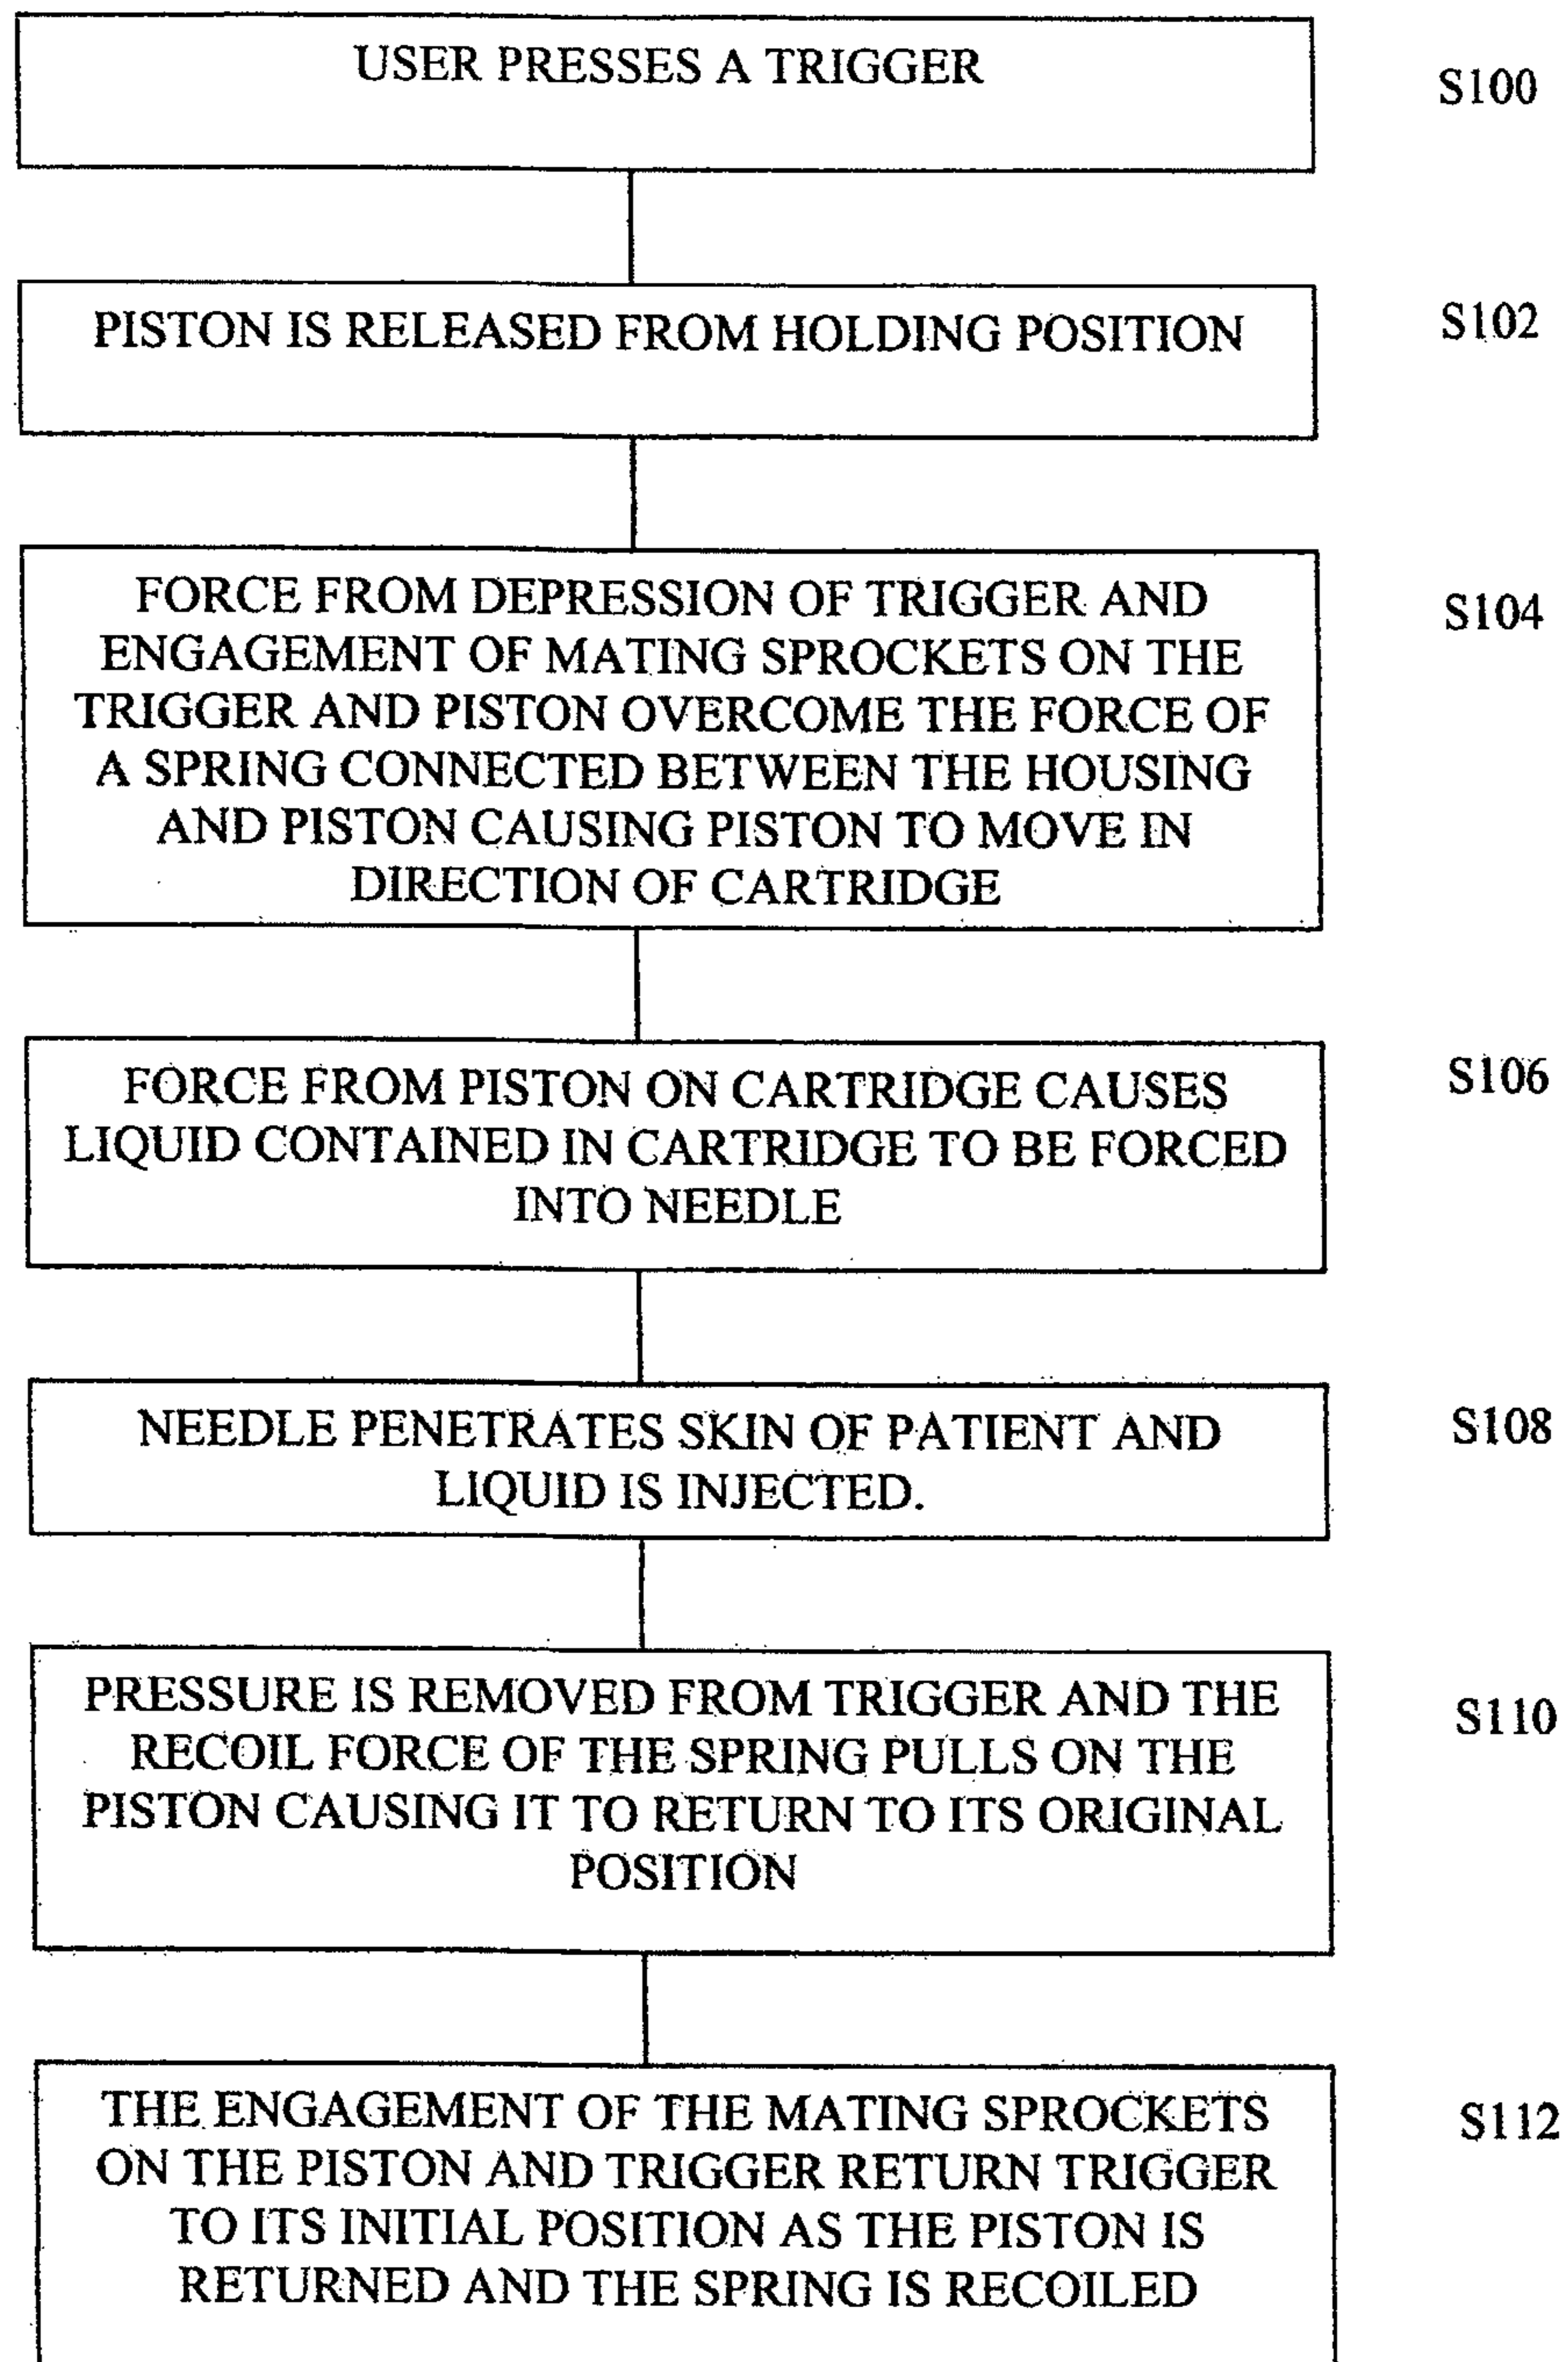 USER PRESSES A TRIGGER
S100
PISTON IS RELEASED FROM HOLDING POSITION
S102
FORCE FROM DEPRESSION OF TRIGGER AND
ENGAGEMENT OF MATING SPROCKETS ON THE
TRIGGER AND PISTON OVERCOME THE FORCE OF
A SPRING CONNECTED BETWEEN THE HOUSING
AND PISTON CAUSING PISTON TO MOVE IN
DIRECTION OF CARTRIDGE
S104
FORCE FROM PISTON ON CARTRIDGE CAUSES
LIQUID CONTAINED IN CARTRIDGE TO BE FORCED
INTO NEEDLE
S106
NEEDLE PENETRATES SKIN OF PATIENT AND
LIQUID IS INJECTED.
S108
PRESSURE IS REMOVED FROM TRIGGER AND THE
RECOIL FORCE OF THE SPRING PULLS ON THE
PISTON CAUSING IT TO RETURN TO ITS ORIGINAL
POSITION
S110
THE ENGAGEMENT OF THE MATING SPROCKETS
ON THE PISTON AND TRIGGER RETURN TRIGGER
TO ITS INITIAL POSITION AS THE PISTON IS
RETURNED AND THE SPRING IS RECOILED
S112